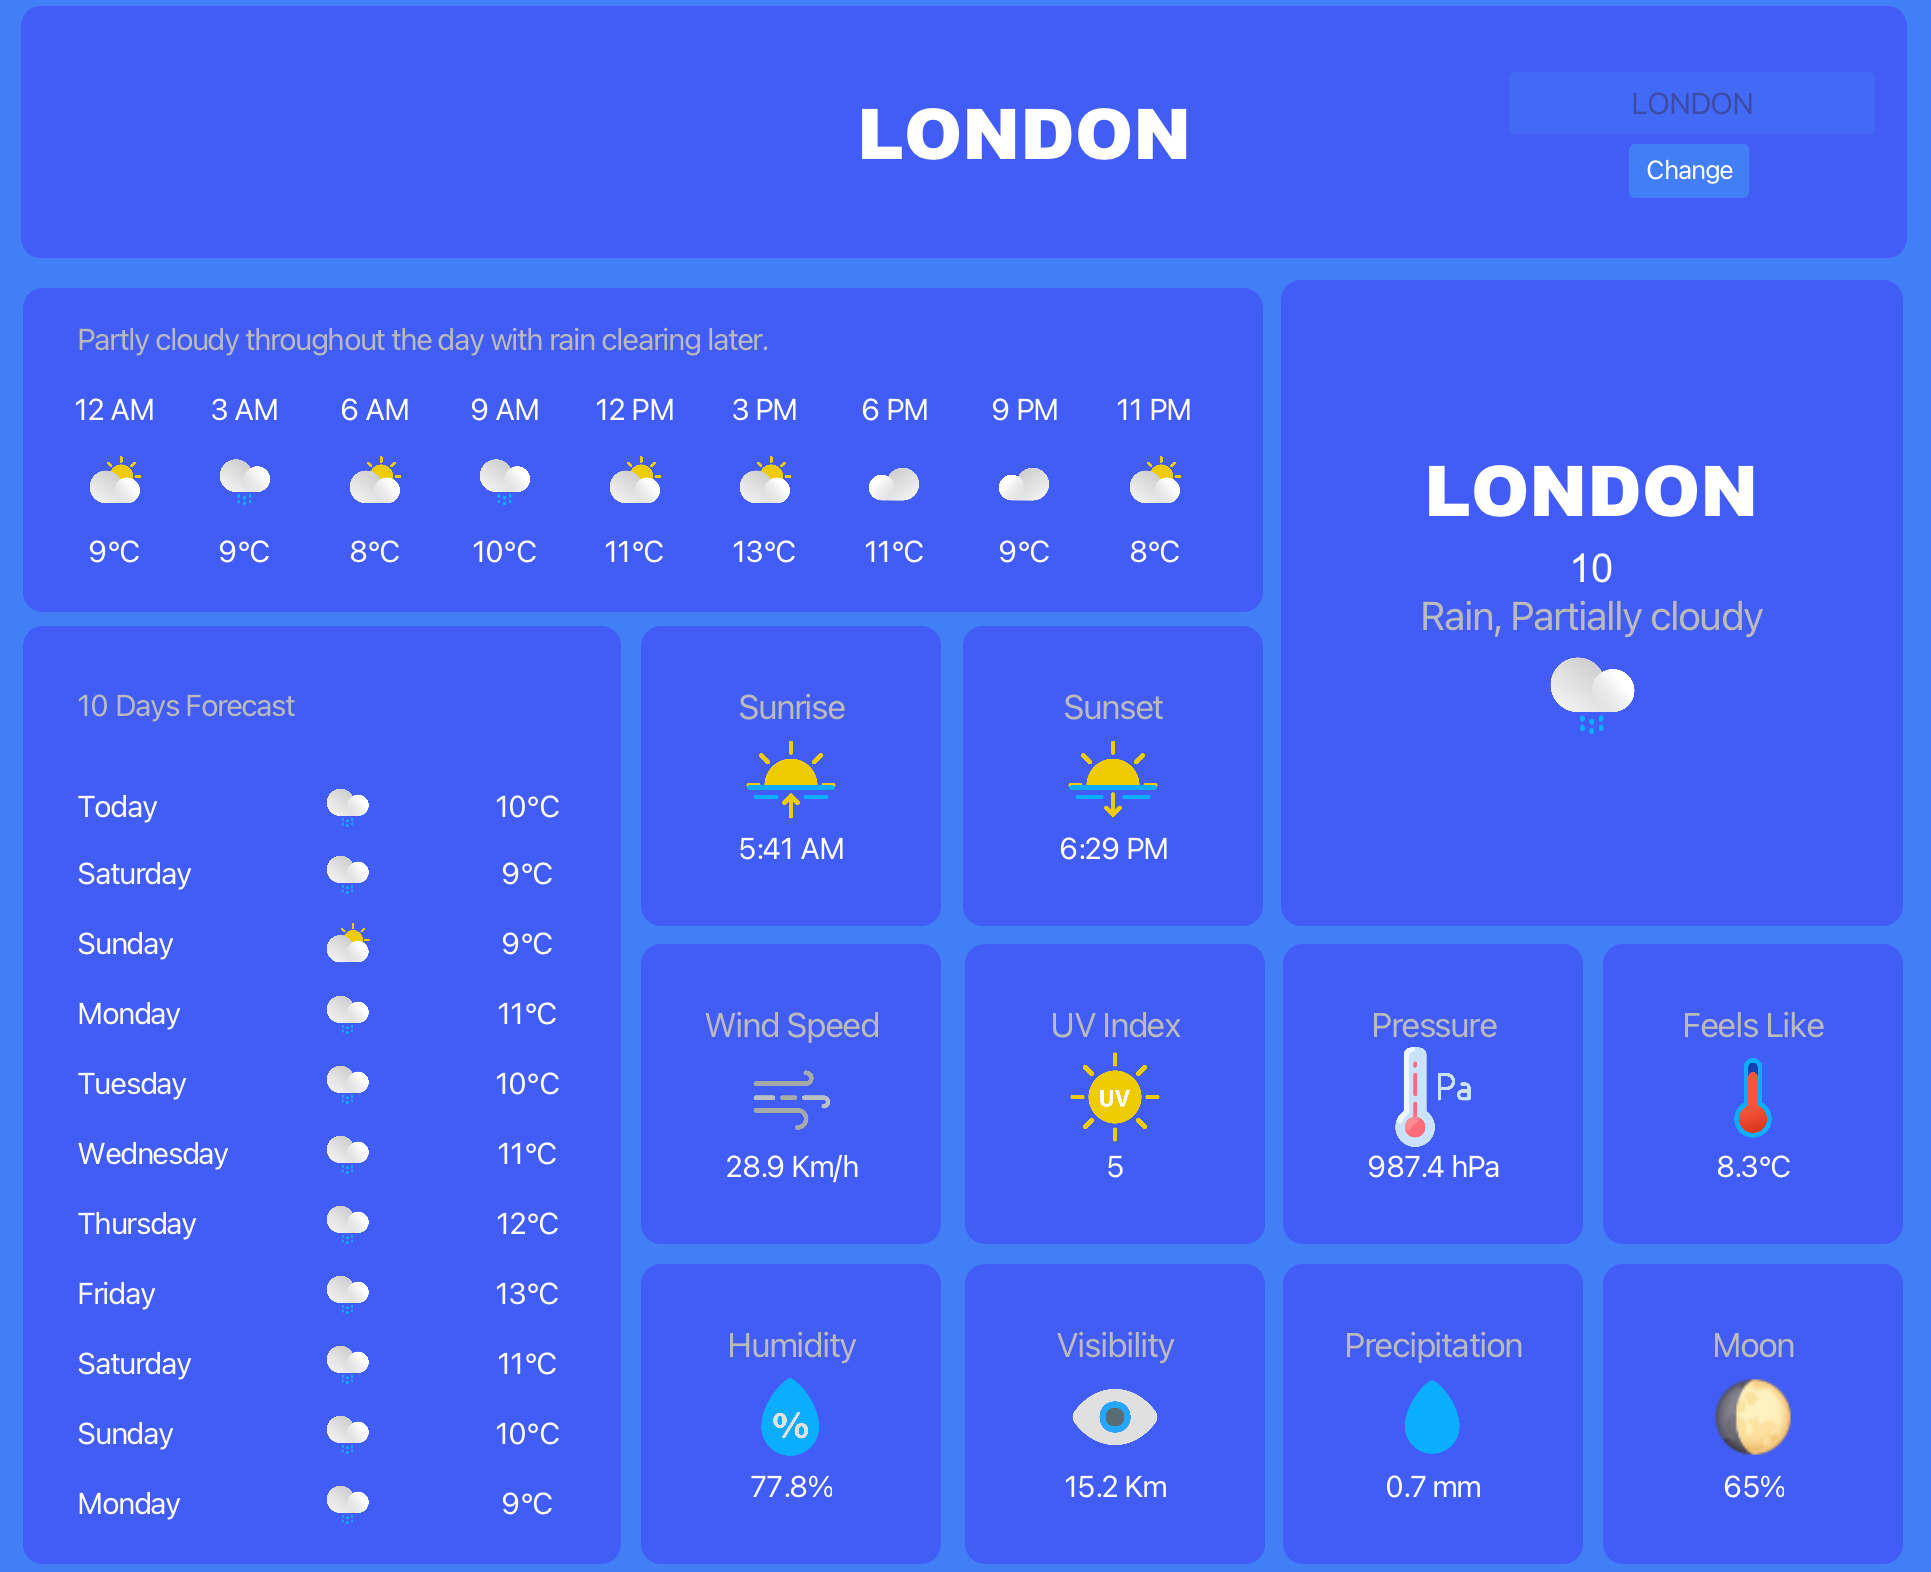 LONDON
LONDON
Change
Partly cloudy throughout the day with rain clearing later.
12 AM 3 AM 6 AM 9 AM 12 PM 3 PM 6 PM 9 PM 11 PM
9°C 9°C 8°C 10°C 11°C 13°C 11°C 9°C 8°C
LONDON
10
Rain, Partially cloudy
10 Days Forecast
Today 10°C
Saturday 9°C
Sunday 9°C
Monday 11°C
Tuesday 10°C
Wednesday 11°C
Thursday 12°C
Friday 13°C
Saturday 11°C
Sunday 10°C
Monday 9°C
Sunrise
5:41 AM
Sunset
6:29 PM
Wind Speed
28.9 Km/h
UV Index
UV
5
Pressure
Pa
987.4 hPa
Feels Like
8.3°C
Humidity
%
77.8%
Visibility
15.2 Km
Precipitation
0.7 mm
Moon
65%